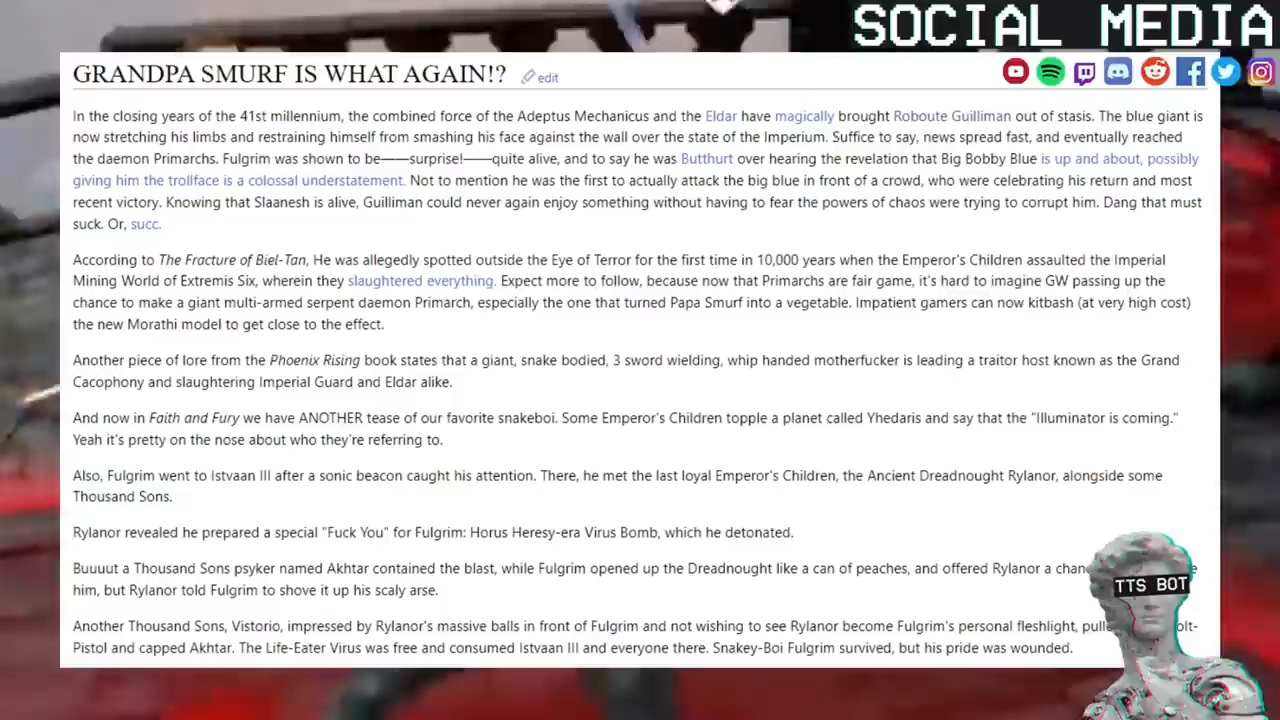 SOCIAL MEDIA
GRANDPA SMURF IS WHAT AGAIN!? edit
In the closing years of the 41st millennium, the combined force of the Adeptus Mechanicus and the Eldar have magically brought Roboute Guilliman out of stasis. The blue giant is
now stretching his limbs and restraining himself from smashing his face against the wall over the state of the Imperium. Suffice to say, news spread fast, and eventually reached
the daemon Primarchs. Fulgrim was shown to be——surprise!——quite alive, and to say he was Butthurt over hearing the revelation that Big Bobby Blue is up and about, possibly
giving him the trollface is a colossal understatement. Not to mention he was the first to actually attack the big blue in front of a crowd, who were celebrating his return and most
recent victory. Knowing that Slaanesh is alive, Guilliman could never again enjoy something without having to fear the powers of chaos were trying to corrupt him. Dang that must
suck. Or, succ.
According to The Fracture of Biel-Tan, He was allegedly spotted outside the Eye of Terror for the first time in 10,000 years when the Emperor's Children assaulted the Imperial
Mining World of Extremis Six, wherein they slaughtered everything. Expect more to follow, because now that Primarchs are fair game, it's hard to imagine GW passing up the
chance to make a giant multi-armed serpent daemon Primarch, especially the one that turned Papa Smurf into a vegetable. Impatient gamers can now kitbash (at very high cost)
the new Morathi model to get close to the effect.
Another piece of lore from the Phoenix Rising book states that a giant, snake bodied, 3 sword wielding, whip handed motherfucker is leading a traitor host known as the Grand
Cacophony and slaughtering Imperial Guard and Eldar alike.
And now in Faith and Fury we have ANOTHER tease of our favorite snakeboi. Some Emperor's Children topple a planet called Yhedaris and say that the "Illuminator is coming."
Yeah it's pretty on the nose about who they're referring to.
Also, Fulgrim went to Istvaan III after a sonic beacon caught his attention. There, he met the last loyal Emperor's Children, the Ancient Dreadnought Rylanor, alongside some
Thousand Sons.
Rylanor revealed he prepared a special "Fuck You" for Fulgrim: Horus Heresy-era Virus Bomb, which he detonated.
Buuuut a Thousand Sons psyker named Akhtar contained the blast, while Fulgrim opened up the Dreadnought like a can of peaches, and offered Rylanor a
him, but Rylanor told Fulgrim to shove it up his scaly arse.
TTS BOT
Another Thousand Sons, Vistorio, impressed by Rylanor's massive balls in front of Fulgrim and not wishing to see Rylanor become Fulgrim's personal fleshlight,
Pistol and capped Akhtar. The Life-Eater Virus was free and consumed Istvaan III and everyone there. Snakey-Boi Fulgrim survived, but his pride was wounded.